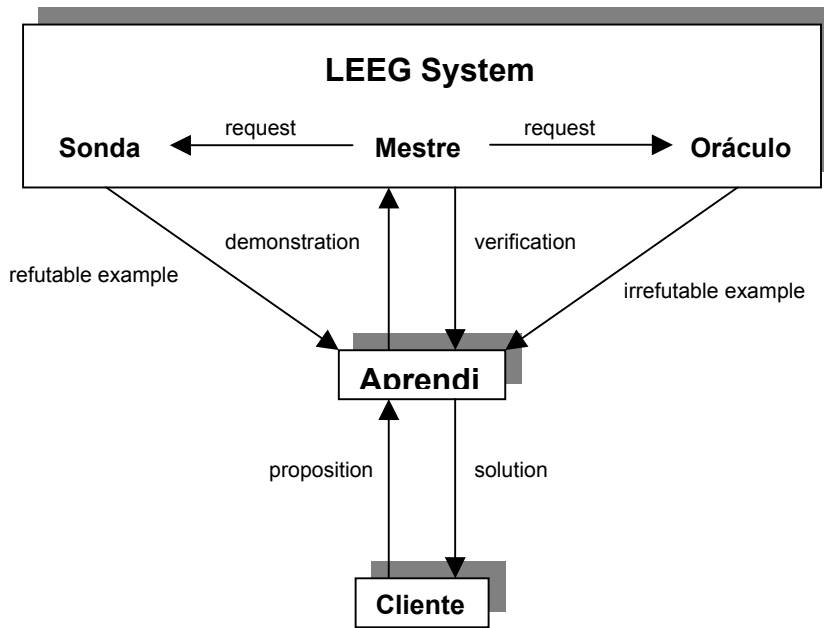 LEEG System
request request
Sonda Mestre Oráculo
demonstration verification
refutable example irrefutable example
Aprendi
proposition solution
Cliente